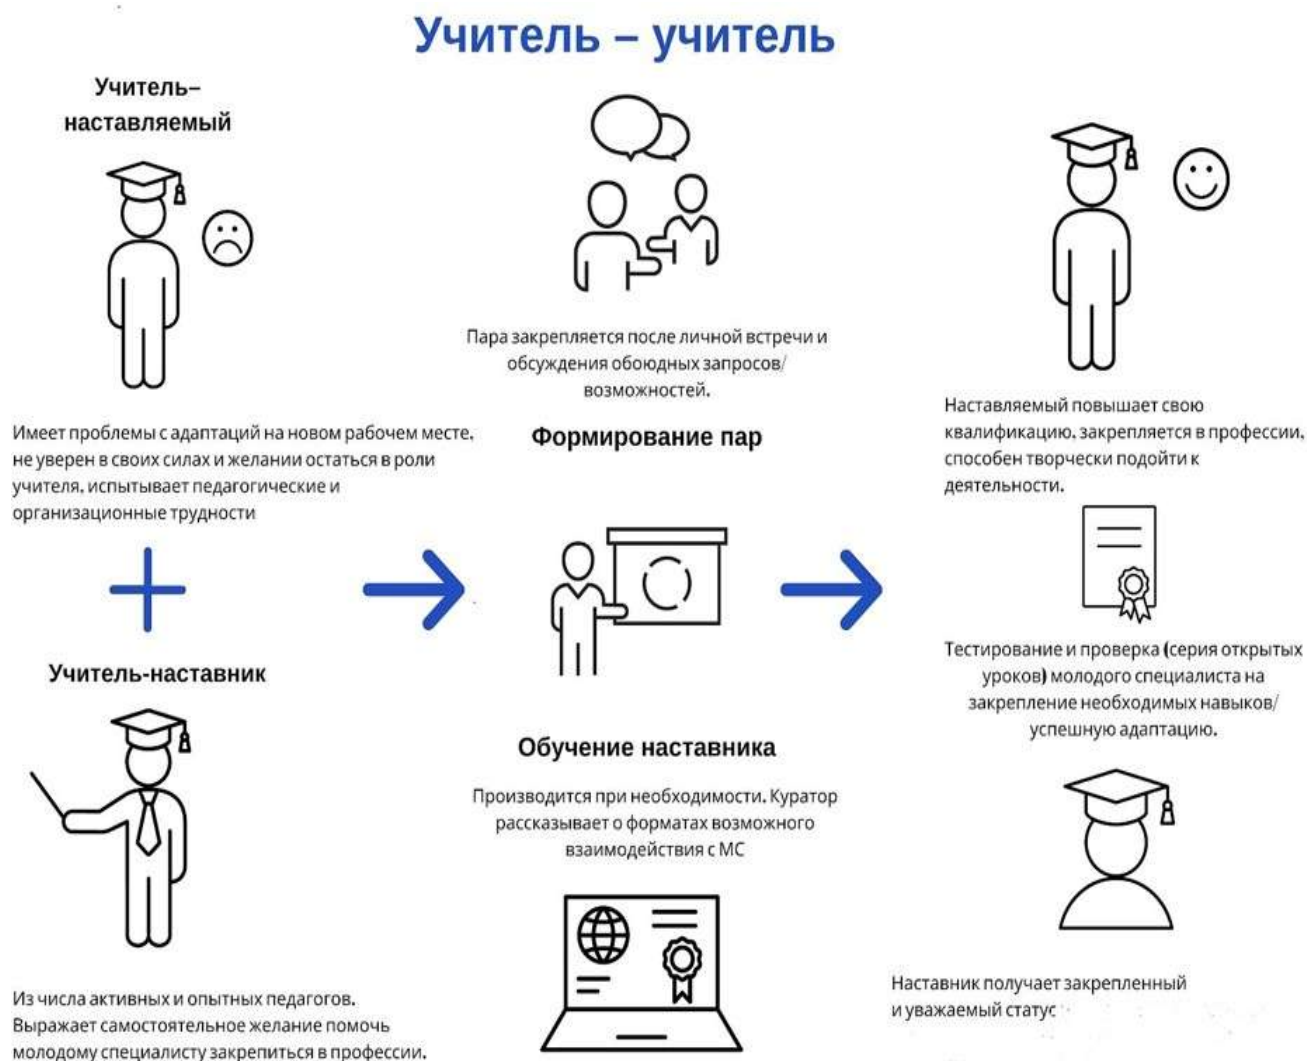 Учитель – учитель
Учитель–
наставляемый
Имеет проблемы с адаптаций на новом рабочем месте,
не уверен в своих силах и желании остаться в роли
учителя, испытывает педагогические и
организационные трудности
Учитель-наставник
Из числа активных и опытных педагогов.
Выражает самостоятельное желание помочь
молодому специалисту закрепиться в профессии.
Пара закрепляется после личной встречи и
обсуждения обоюдных запросов/
возможностей.
Формирование пар
Обучение наставника
Производится при необходимости. Куратор
рассказывает о форматах возможного
взаимодействия с МС
Наставляемый повышает свою
квалификацию, закрепляется в профессии,
способен творчески подойти к
деятельности.
Тестирование и проверка (серия открытых
уроков) молодого специалиста на
закрепление необходимых навыков/
успешную адаптацию.
Наставник получает закрепленный
и уважаемый статус